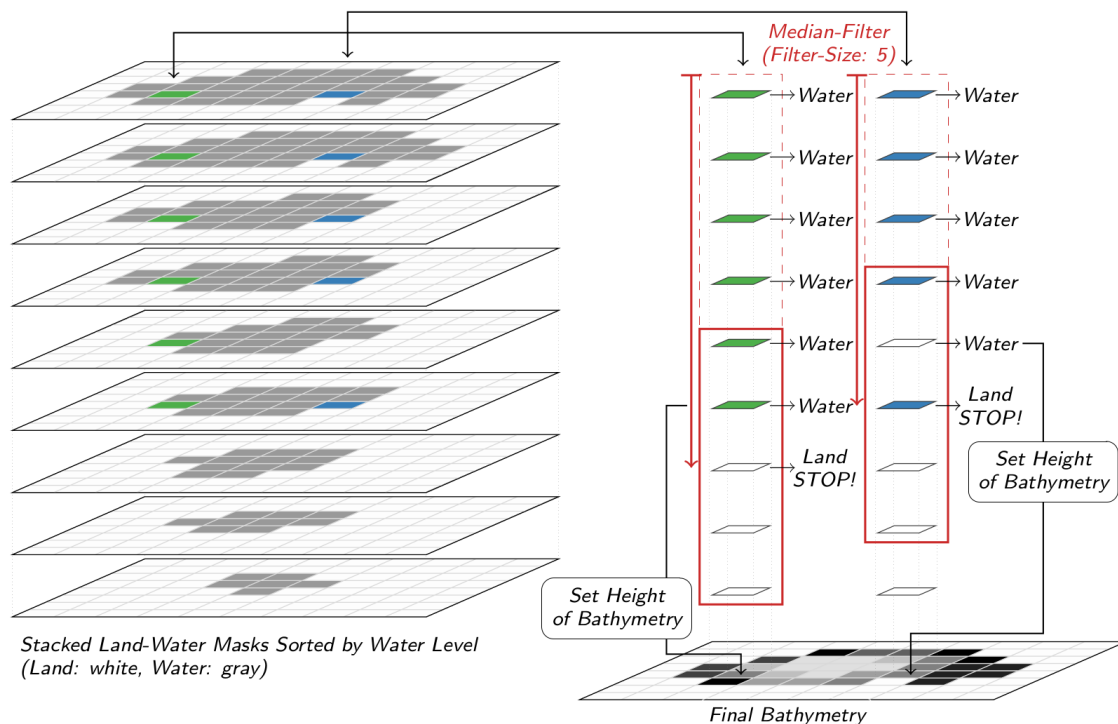 Median-Filter
(Filter-Size: 5)
Water
Water
Water
Water
Water
Water
Water
Water
Water
Water
Water
Land
STOP!
Land
STOP!
Set Height
of Bathymetry
Set Height
of Bathymetry
Stacked Land-Water Masks Sorted by Water Level
(Land: white, Water: gray)
Final Bathymetry